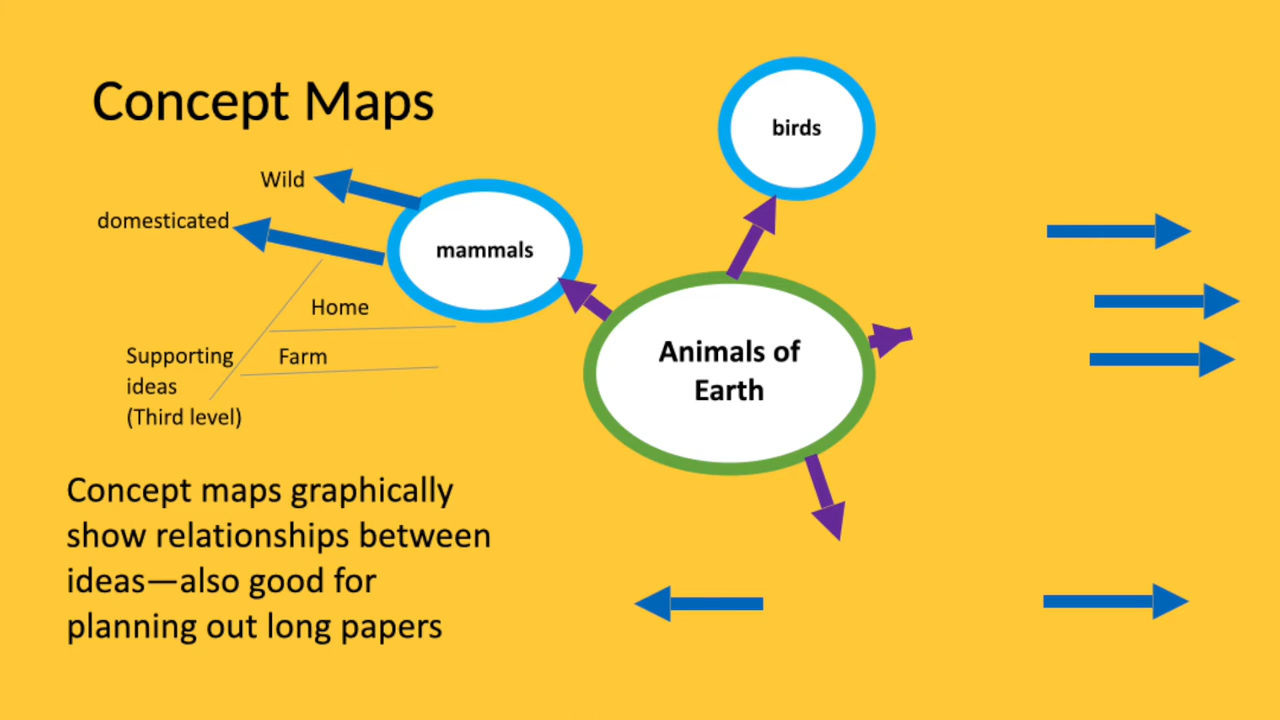 Concept Maps
birds
Wild
domesticated
mammals
Home
Supporting
ideas
(Third level)
Farm
Animals of
Earth
Concept maps graphically
show relationships between
ideas—also good for
planning out long papers